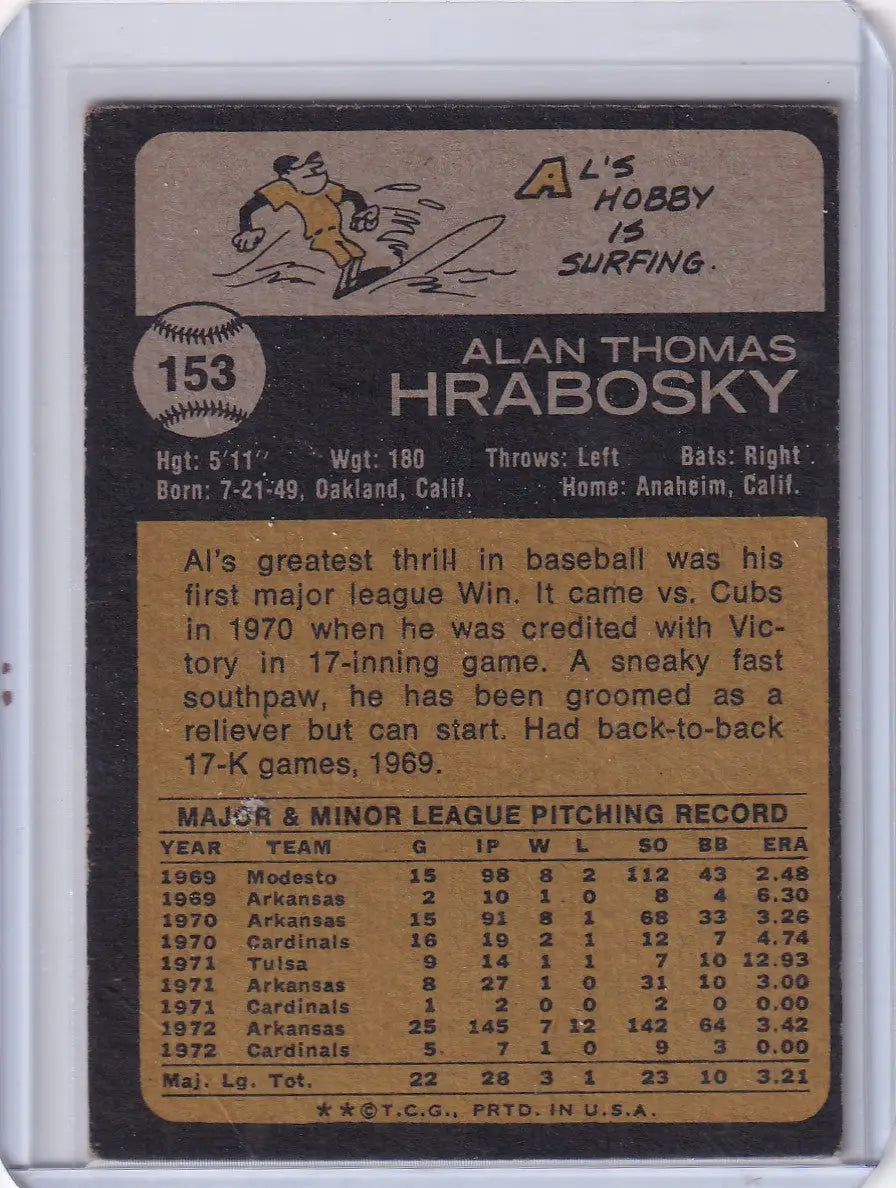 AL'S
HOBBY
IS
SURFING.
153
ALAN THOMAS
HRABOSKY
Hgt: 5'11" Wgt: 180 Throws: Left Bats: Right
Born: 7-21-49, Oakland, Calif. Home: Anaheim, Calif.
Al's greatest thrill in baseball was his
first major league Win. It came vs. Cubs
in 1970 when he was credited with Vic-
tory in 17-inning game. A sneaky fast
southpaw, he has been groomed as a
reliever but can start. Had back-to-back
17-K games, 1969.
MAJOR & MINOR LEAGUE PITCHING RECORD
YEAR TEAM G IP W L SO BB ERA
1969 Modesto 15 98 8 2 112 43 2.48
1969 Arkansas 2 10 1 0 8 4 6.30
1970 Arkansas 15 91 8 1 68 33 3.26
1970 Cardinals 16 19 2 1 12 7 4.74
1971 Tulsa 9 14 1 1 7 10 12.93
1971 Arkansas 8 27 1 0 31 10 3.00
1971 Cardinals 1 2 0 0 2 0 0.00
1972 Arkansas 25 145 7 12 142 64 3.42
1972 Cardinals 5 7 1 0 9 3 0.00
Maj. Lg. Tot. 22 28 3 1 23 10 3.21
**©T.C.G., PRTD. IN U.S.A.